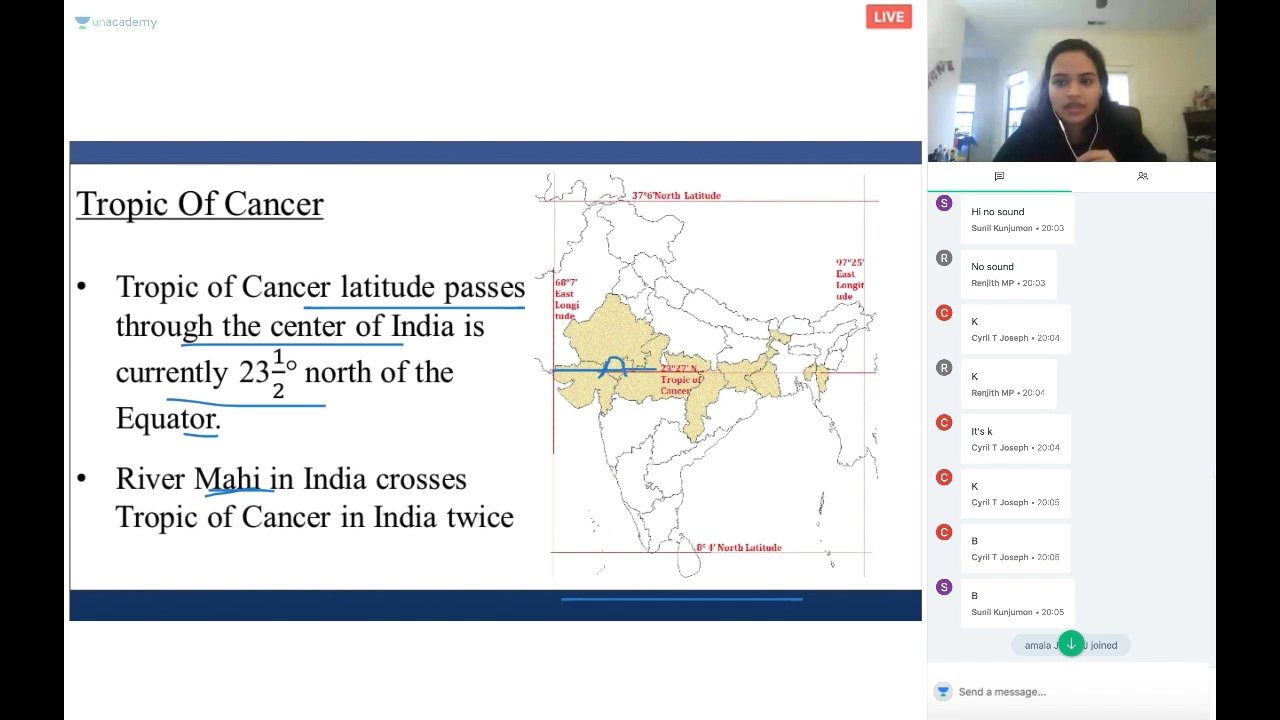 unacademy
LIVE
Tropic Of Cancer
• Tropic of Cancer latitude passes
through the center of India is
currently 23 1/2° north of the
Equator.
• River Mahi in India crosses
Tropic of Cancer in India twice
37°6'North Latitude
68°7'
East
Longi
tude
97°25'
East
Longit
ude
23°27' N
Tropic of
Cancer
8° 4' North Latitude
S
Hi no sound
Sunil Kunjumon • 20:03
R
No sound
Renjith MP • 20:03
C
K
Cyril T Joseph • 20:04
R
K
Renjith MP • 20:04
C
It's k
Cyril T Joseph • 20:04
C
K
Cyril T Joseph • 20:05
C
B
Cyril T Joseph • 20:05
S
B
Sunil Kunjumon • 20:05
amala J joined
Send a message...